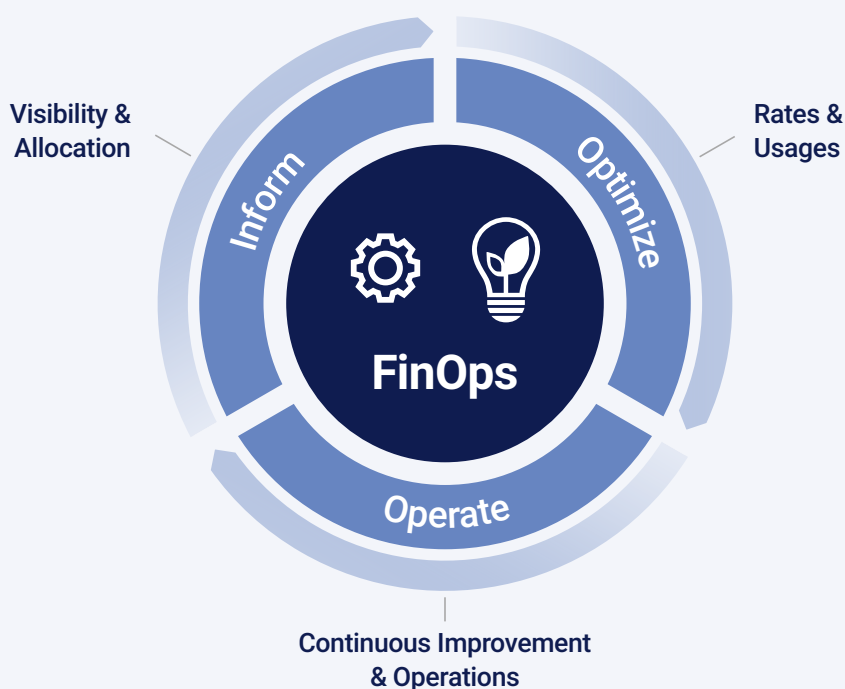 Visibility &
Allocation
Rates &
Usages
Inform
Optimize
FinOps
Operate
Continuous Improvement
& Operations